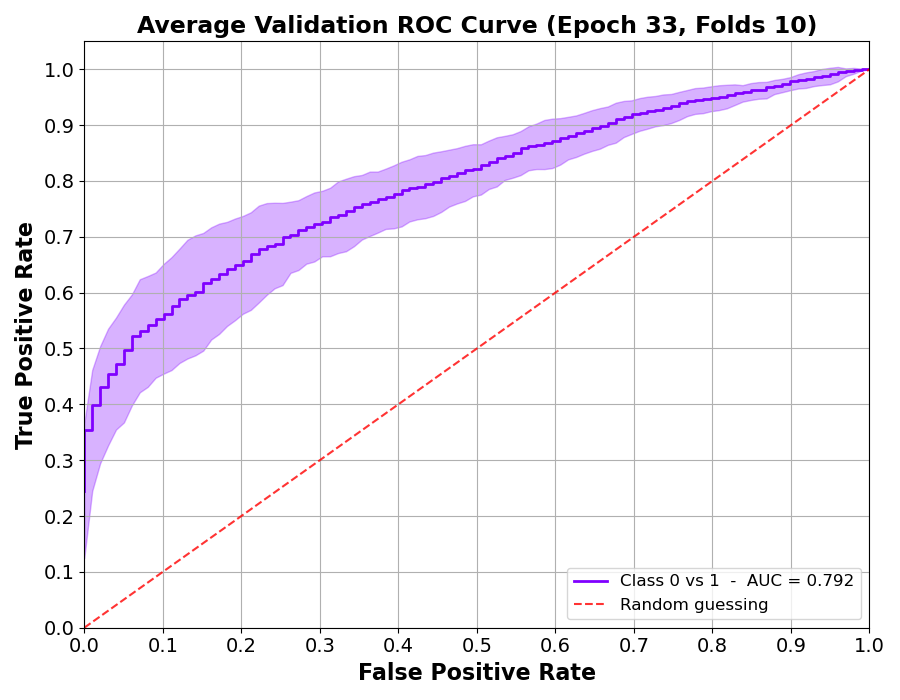 Average Validation ROC Curve (Epoch 33, Folds 10)
True Positive Rate
1.0
0.9
0.8
0.7
0.6
0.5
0.4
0.3
0.2
0.1
0.0
Class 0 vs 1 - AUC = 0.792
Random guessing
0.0 0.1 0.2 0.3 0.4 0.5 0.6 0.7 0.8 0.9 1.0
False Positive Rate